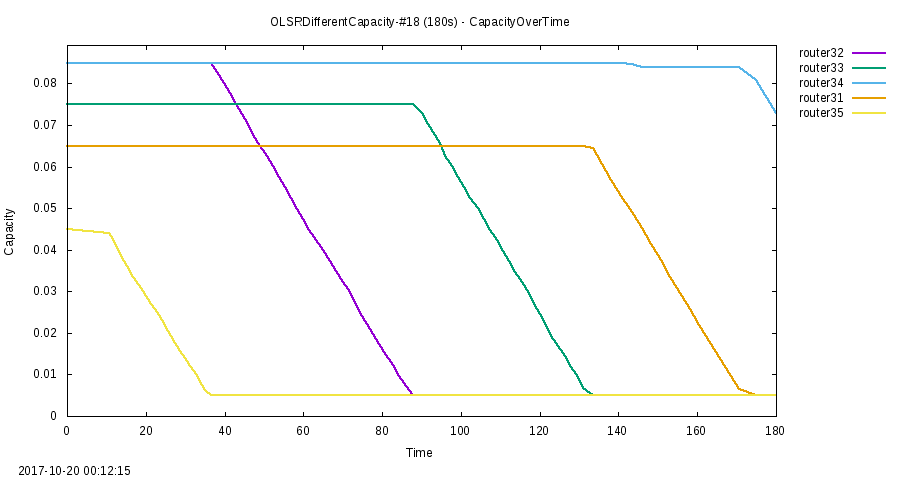 OLSRDifferentCapacity-#18 (180s) - CapacityOverTime
router32
router33
router34
router31
router35
Capacity
0.08
0.07
0.06
0.05
0.04
0.03
0.02
0.01
0
0 20 40 60 80 100 120 140 160 180
Time
2017-10-20 00:12:15